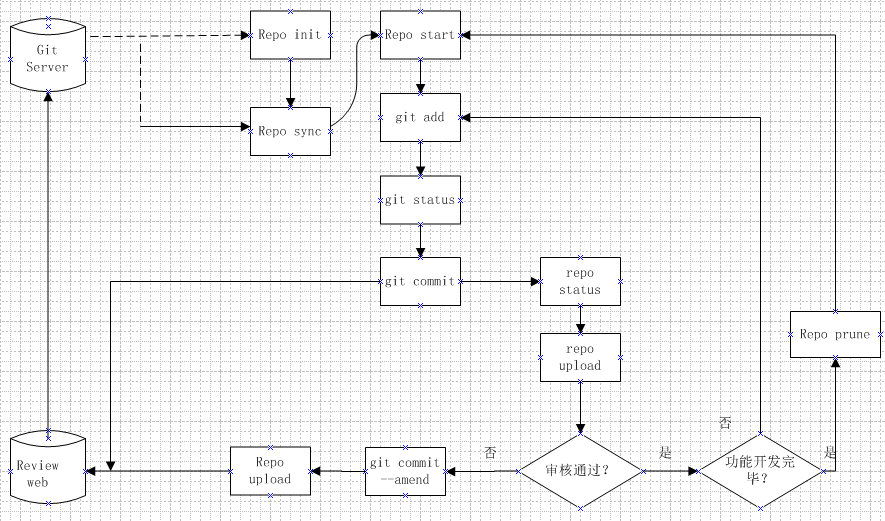 Git
Server
Repo init
Repo start
Repo sync
git add
git status
git commit
repo
status
repo
upload
Repo prune
Review
web
Repo
upload
git commit
--amend
否
审核通过?
是
否
功能开发完
毕?
是